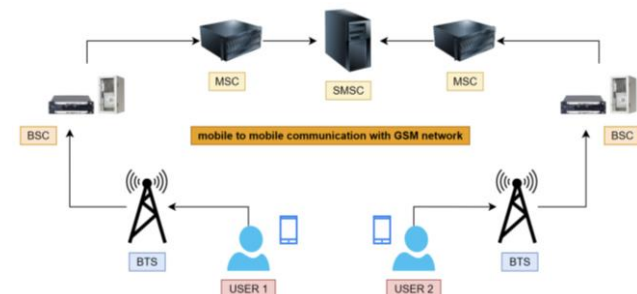 MSC
SMSC
MSC
BSC
mobile to mobile communication with GSM network
BSC
BTS
BTS
USER 1
USER 2